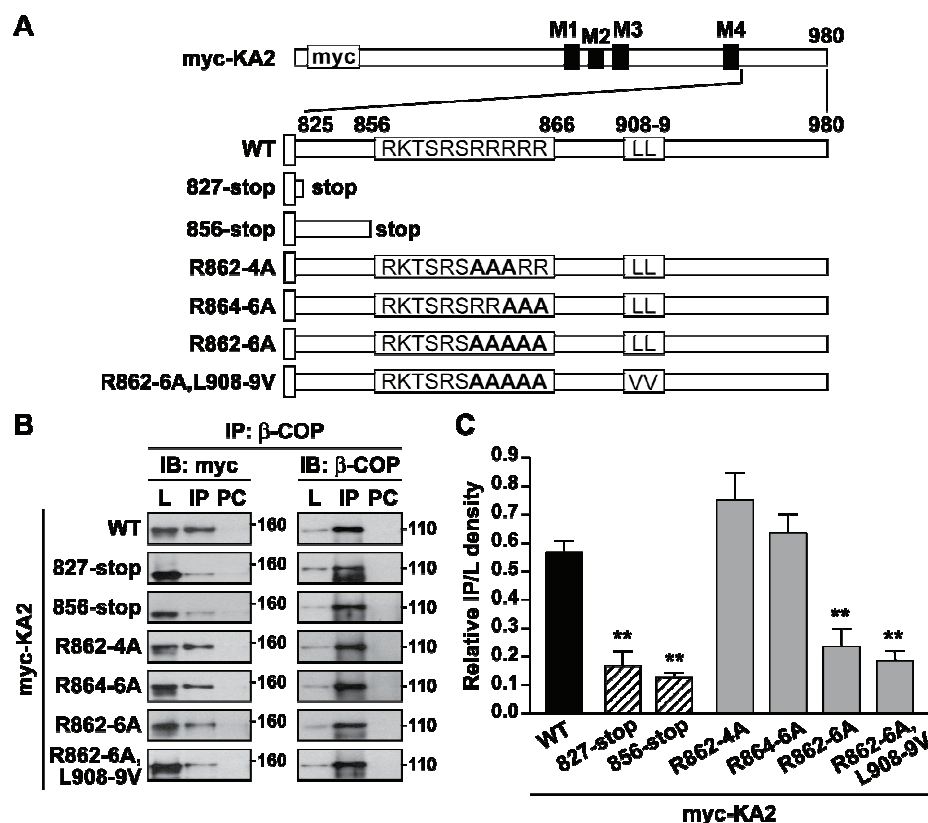 A
M1 M2 M3 M4 980
myc-KA2 myc
825 856 866 908-9 980
WT RKTSRSRRRRR LL
827-stop stop
856-stop stop
R862-4A RKTSRSAAARR LL
R864-6A RKTSRSRRAAA LL
R862-6A RKTSRSAAAAA LL
R862-6A,L908-9V RKTSRSAAAAA VV
B
IP: β-COP
IB: myc IB: β-COP
L IP PC L IP PC
myc-KA2
WT -160 -110
827-stop -160 -110
856-stop -160 -110
R862-4A -160 -110
R864-6A -160 -110
R862-6A -160 -110
R862-6A,
L908-9V -160 -110
C
Relative IP/L density
0.9
0.8
0.7
0.6
0.5
0.4
0.3
0.2
0.1
0.0
** ** ** **
WT
827-stop
856-stop
R862-4A
R864-6A
R862-6A
R862-6A,
L908-9V
myc-KA2